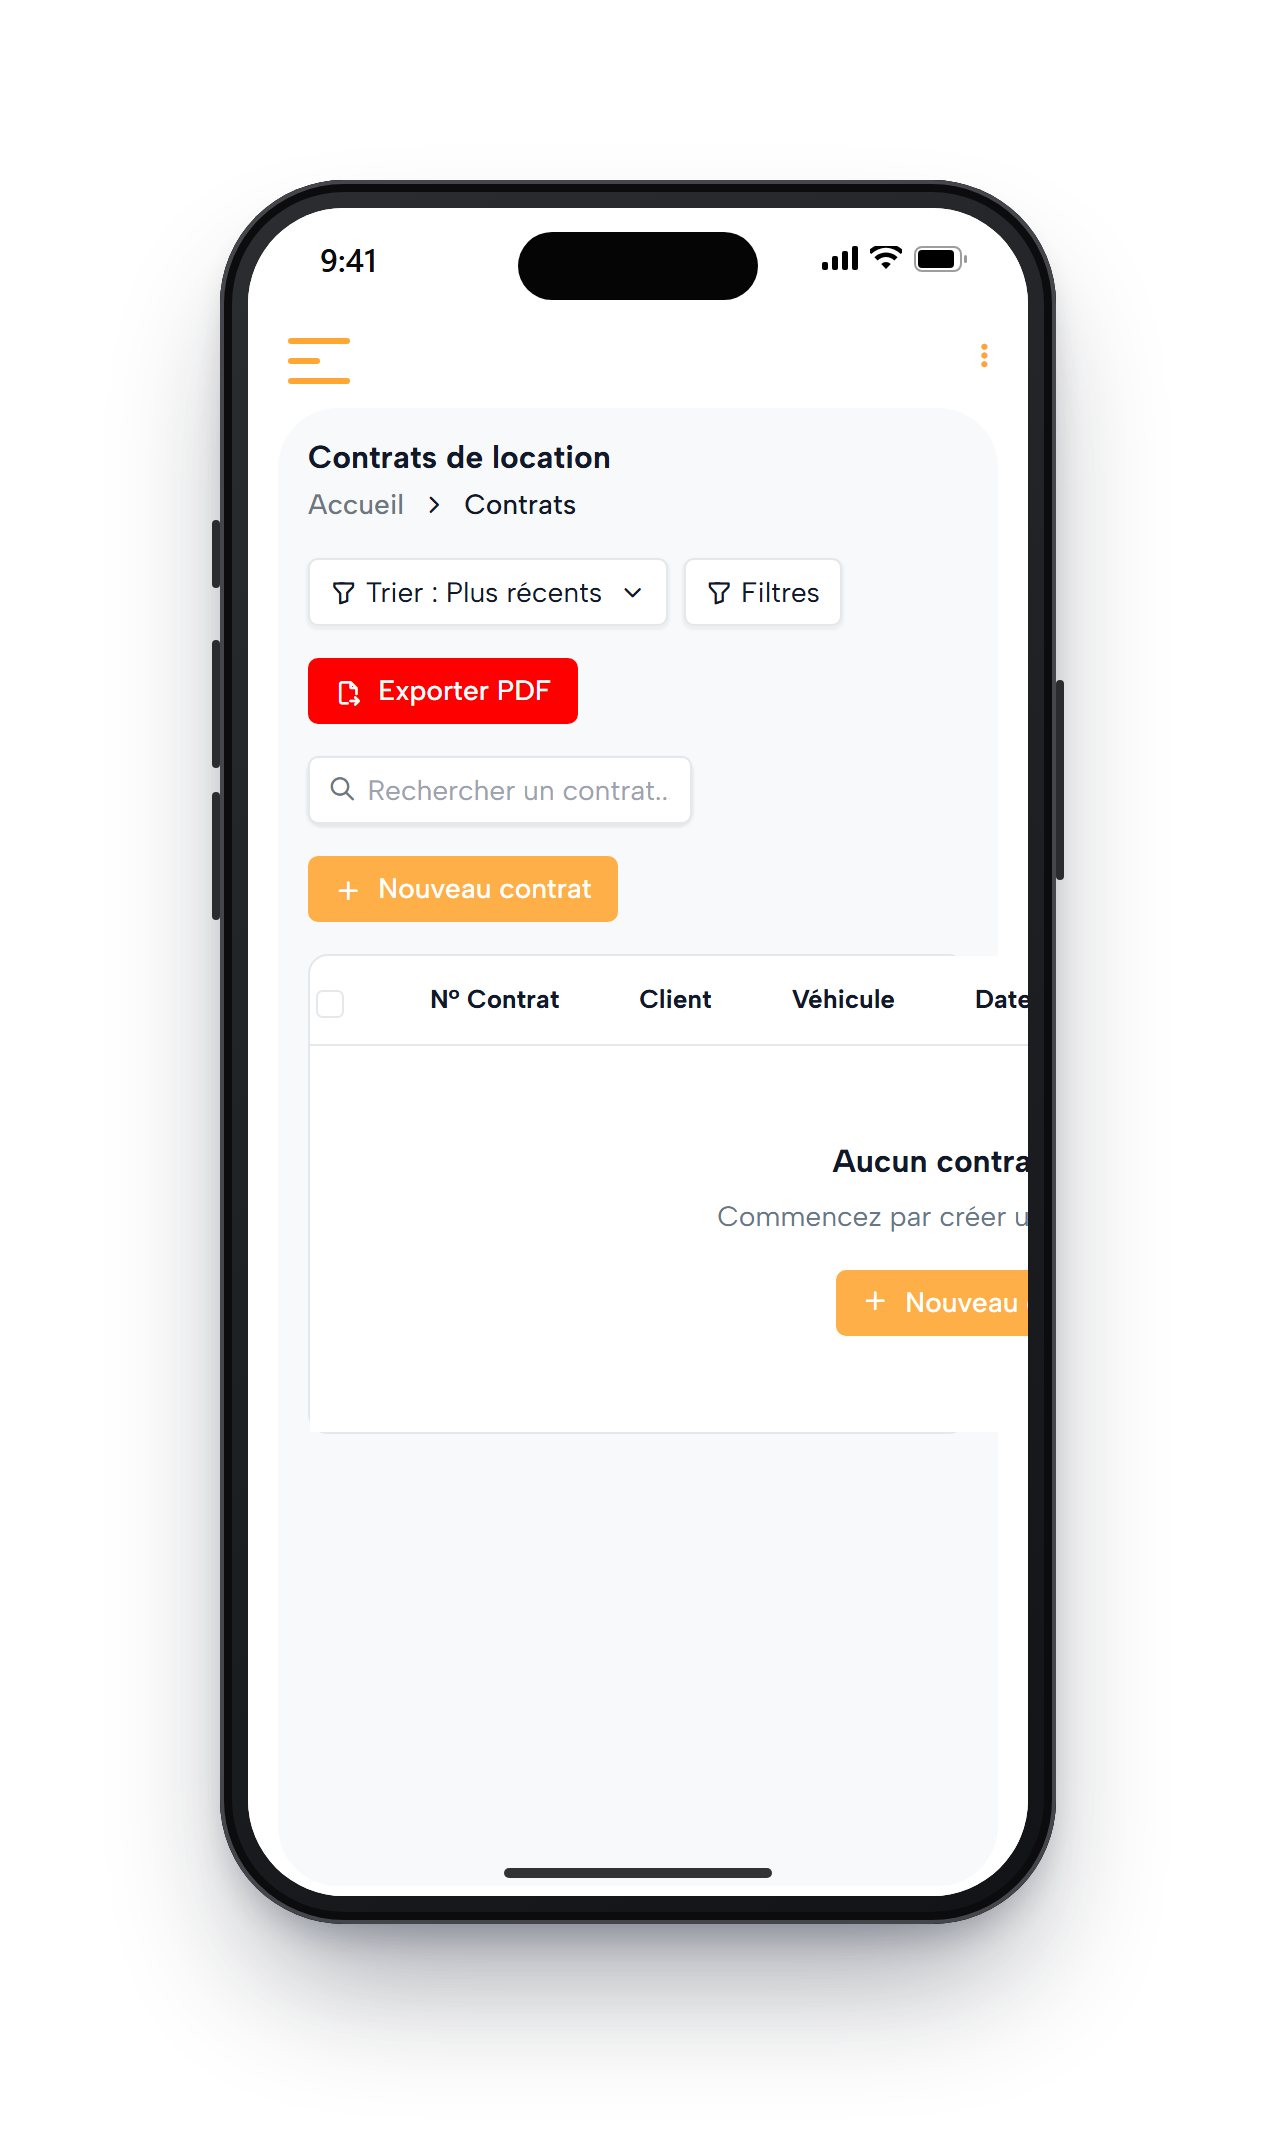 9:41
Contrats de location
Accueil > Contrats
Trier : Plus récents
Filtres
Exporter PDF
Rechercher un contrat..
+ Nouveau contrat
N° Contrat Client Véhicule Date
Aucun contra
Commencez par créer u
+ Nouveau